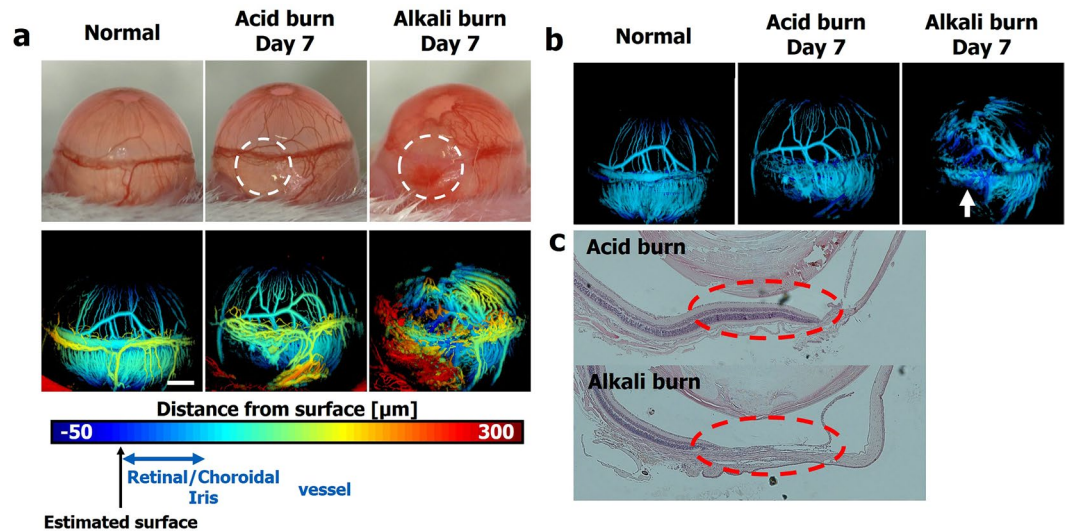 a
Normal
Acid burn
Day 7
Alkali burn
Day 7
Distance from surface [µm]
-50
300
Retinal/Choroidal
Iris
vessel
Estimated surface
b
Normal
Acid burn
Day 7
Alkali burn
Day 7
c
Acid burn
Alkali burn